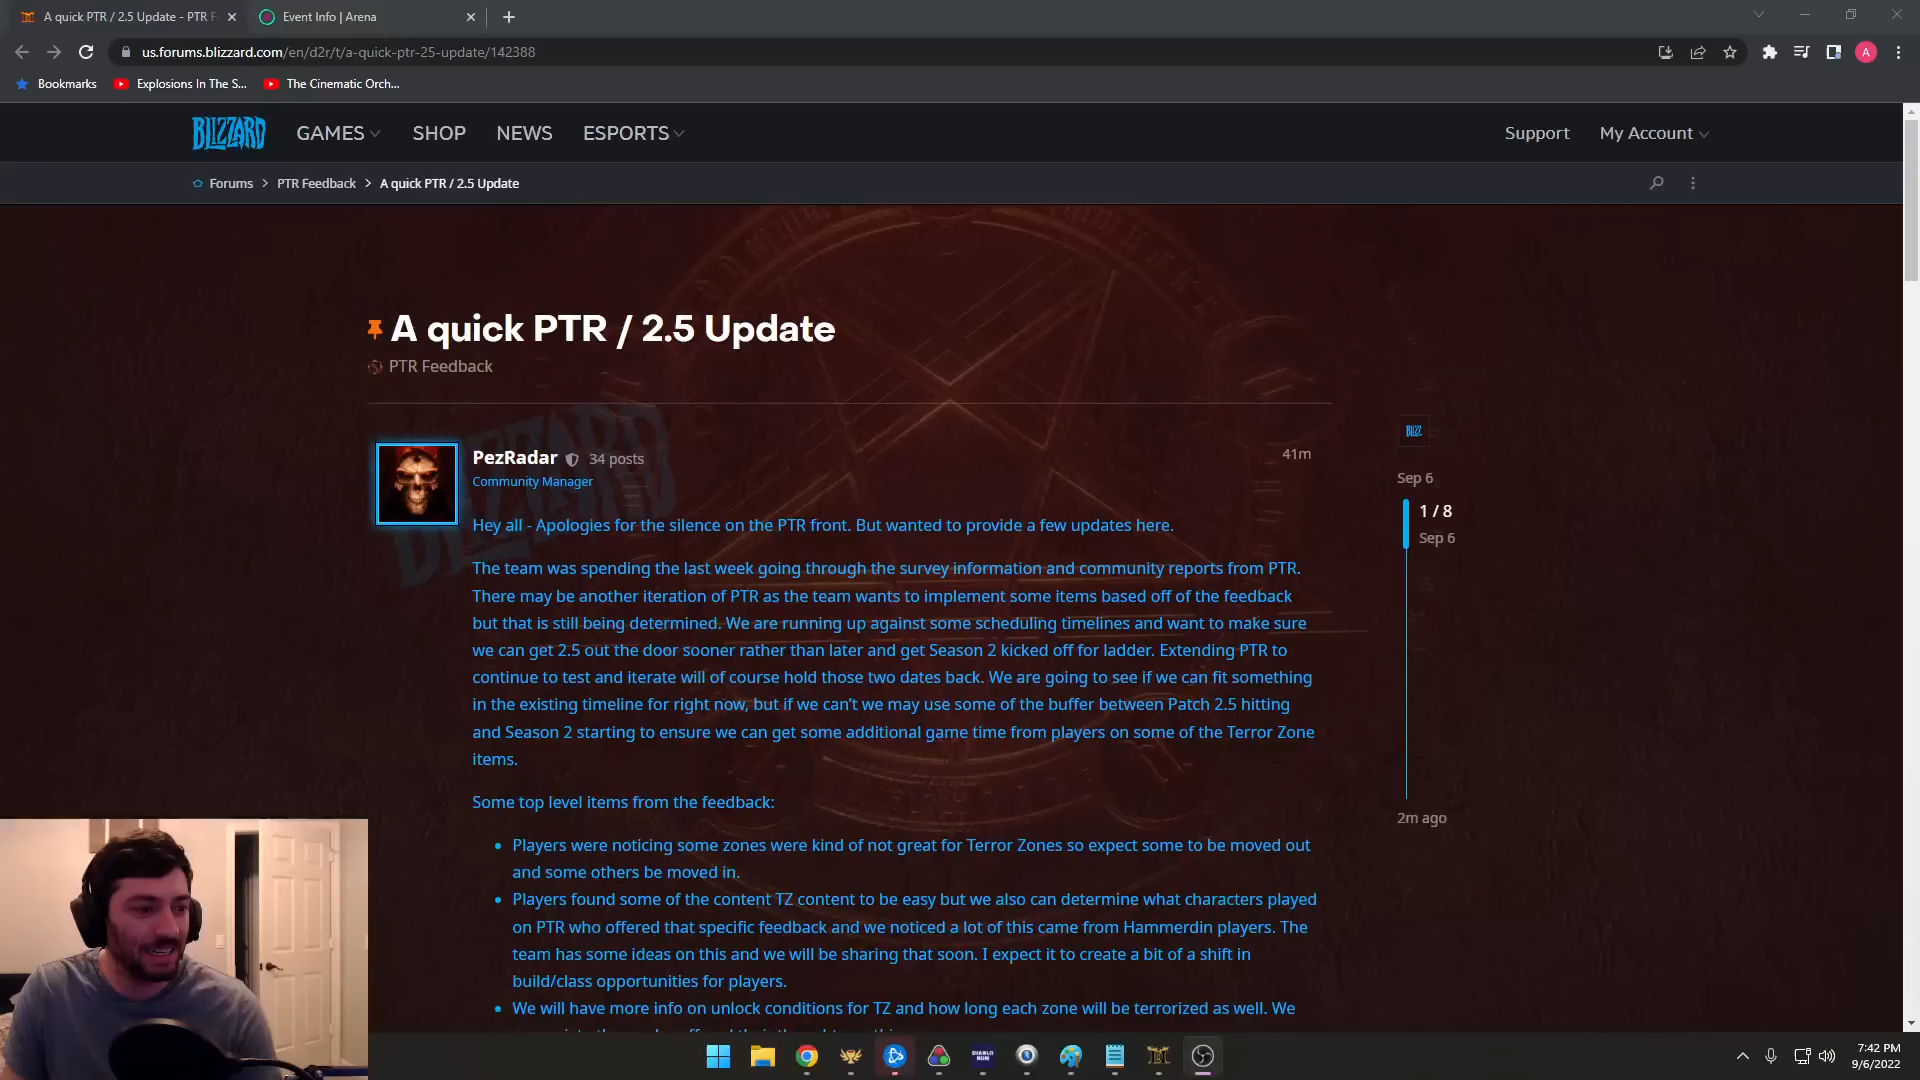 A quick PTR / 2.5 Update - PTR F
Event Info | Arena
us.forums.blizzard.com/en/d2r/t/a-quick-ptr-25-update/142388
A
Bookmarks
Explosions In The S...
The Cinematic Orch...
BLIZZARD
GAMES
SHOP
NEWS
ESPORTS
Support
My Account
Forums > PTR Feedback > A quick PTR / 2.5 Update
A quick PTR / 2.5 Update
PTR Feedback
BLIZZARD
PezRadar
34 posts
41m
Community Manager
BLIZZ
Sep 6
1 / 8
Sep 6
2m ago
Hey all - Apologies for the silence on the PTR front. But wanted to provide a few updates here.
The team was spending the last week going through the survey information and community reports from PTR.
There may be another iteration of PTR as the team wants to implement some items based off of the feedback
but that is still being determined. We are running up against some scheduling timelines and want to make sure
we can get 2.5 out the door sooner rather than later and get Season 2 kicked off for ladder. Extending PTR to
continue to test and iterate will of course hold those two dates back. We are going to see if we can fit something
in the existing timeline for right now, but if we can't we may use some of the buffer between Patch 2.5 hitting
and Season 2 starting to ensure we can get some additional game time from players on some of the Terror Zone
items.
Some top level items from the feedback:
• Players were noticing some zones were kind of not great for Terror Zones so expect some to be moved out
and some others be moved in.
• Players found some of the content TZ content to be easy but we also can determine what characters played
on PTR who offered that specific feedback and we noticed a lot of this came from Hammerdin players. The
team has some ideas on this and we will be sharing that soon. I expect it to create a bit of a shift in
build/class opportunities for players.
• We will have more info on unlock conditions for TZ and how long each zone will be terrorized as well. We
DIABLO
RUN
7:42 PM
9/6/2022